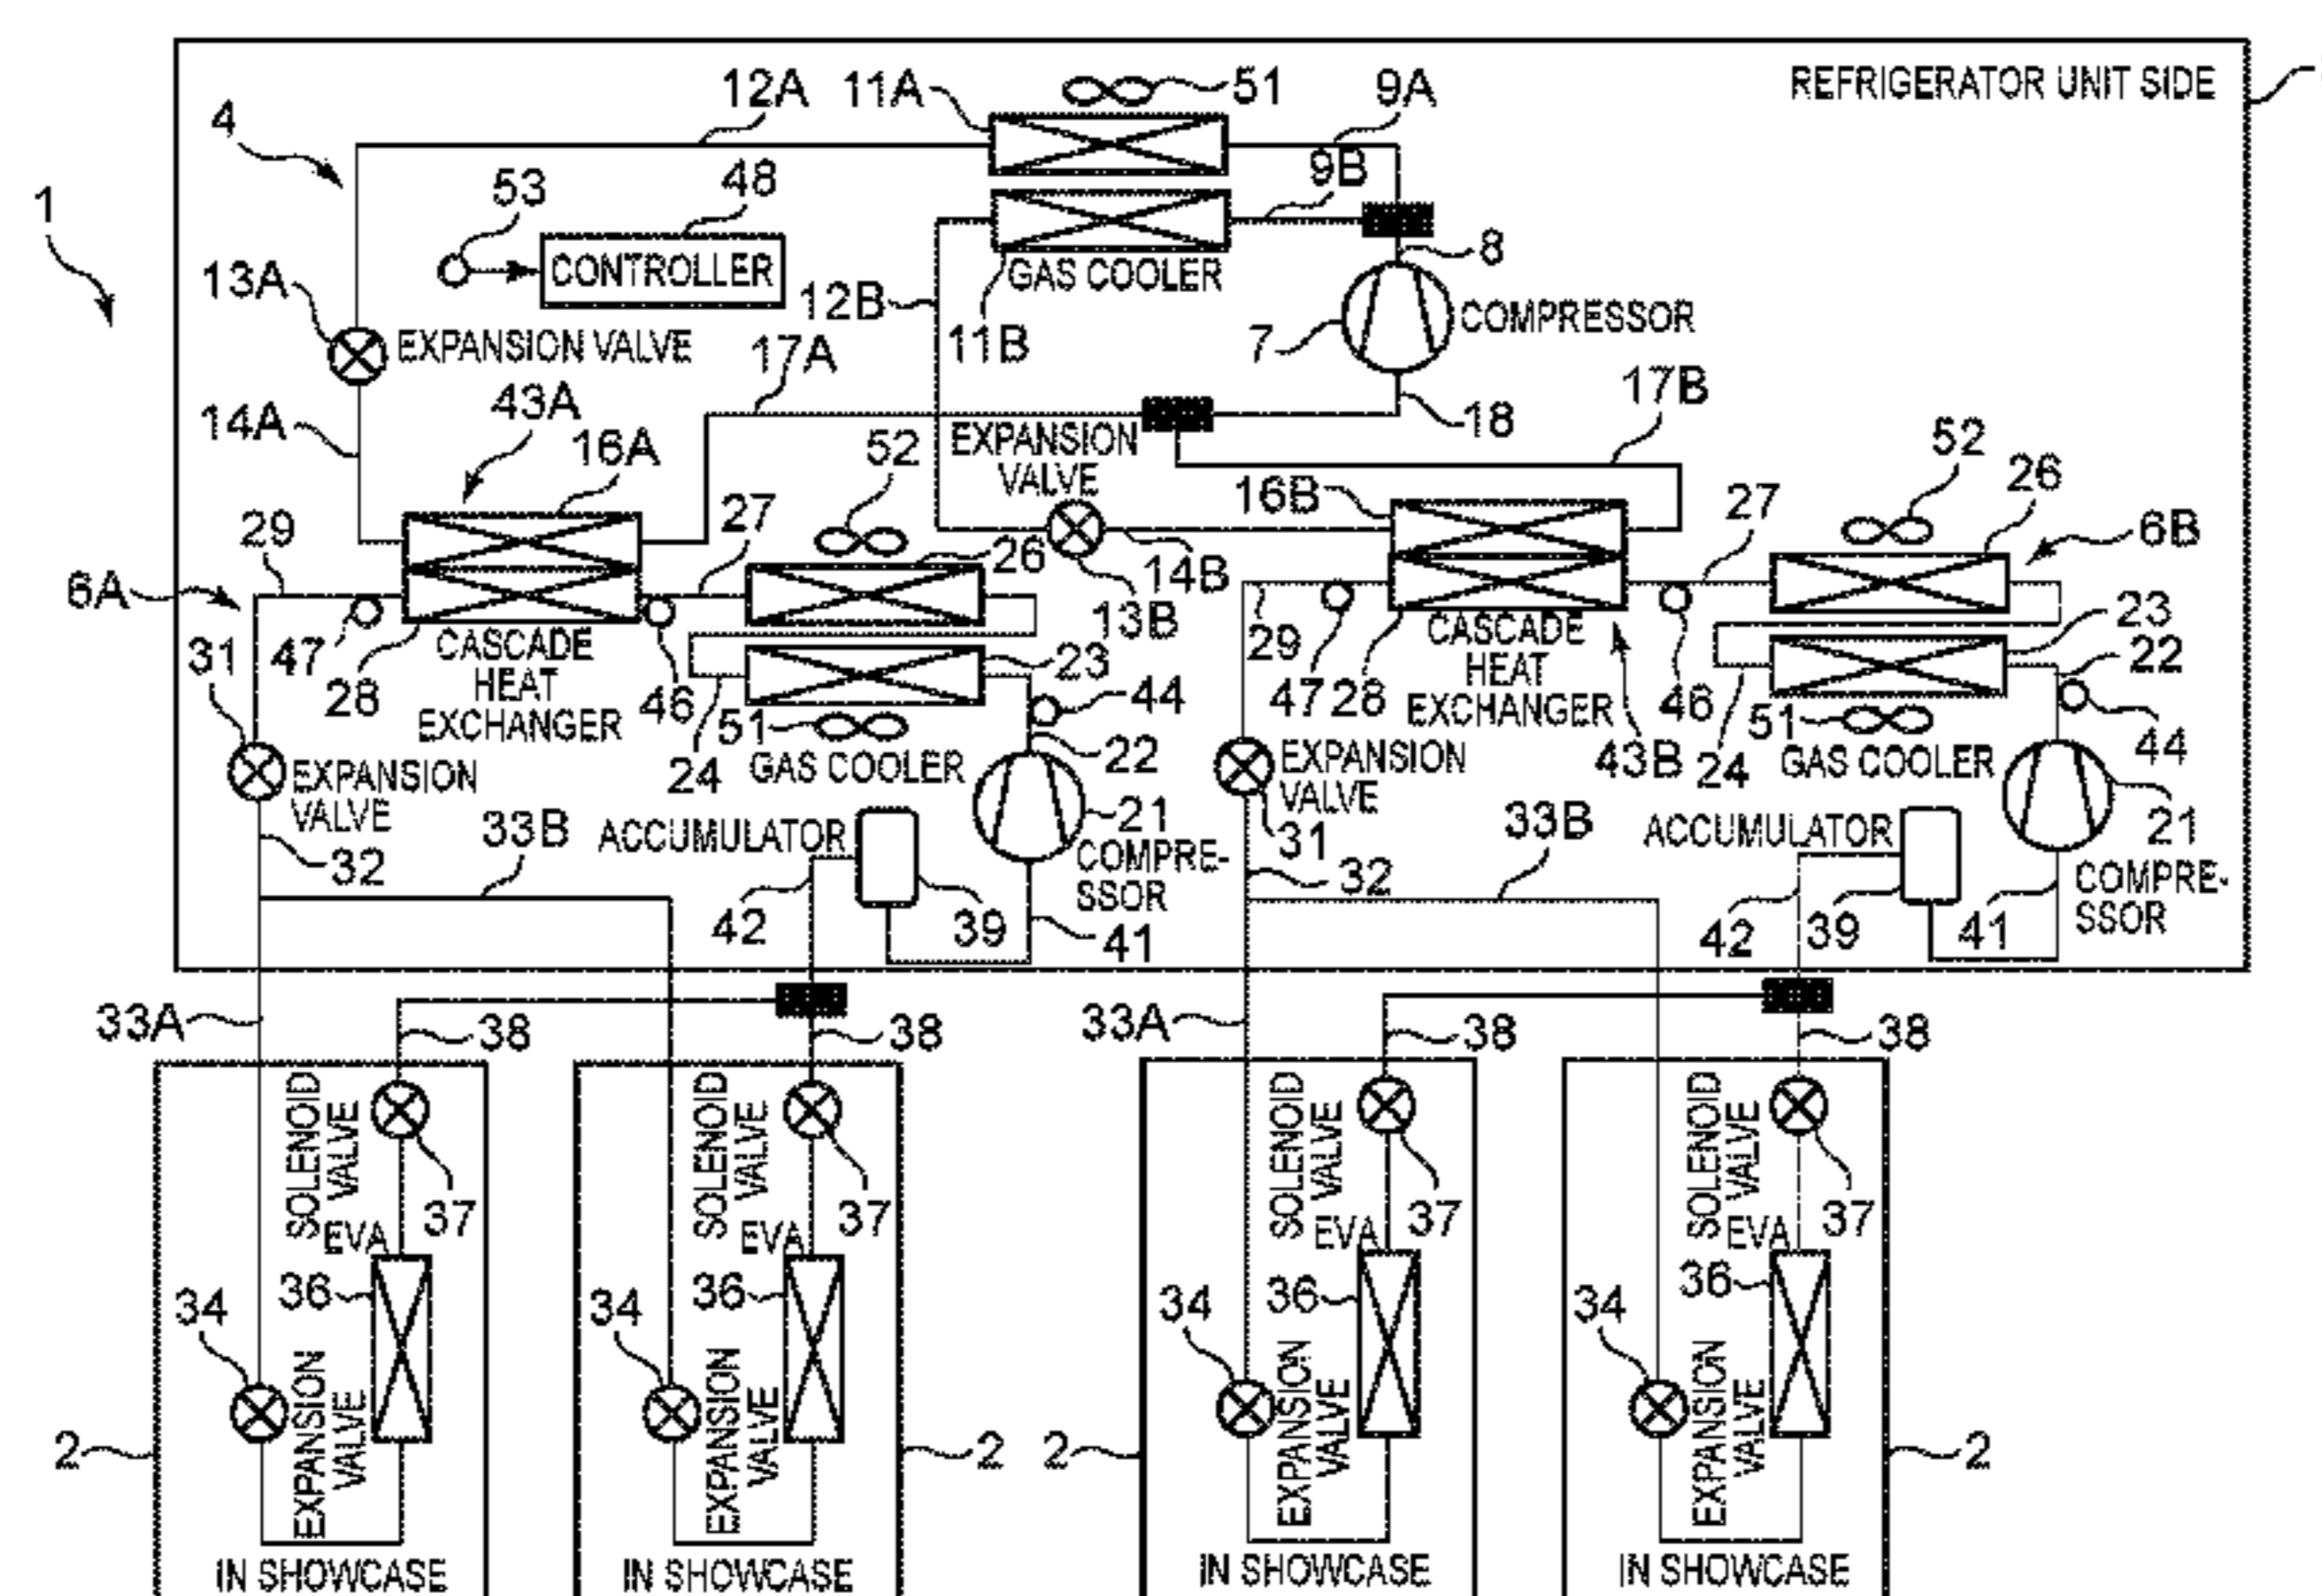 REFRIGERATOR UNIT SIDE
12A
11A
51
9A
4
53
48
9B
1
CONTROLLER
8
13A
GAS COOLER
12B
11B
7
COMPRESSOR
EXPANSION VALVE
17A
17B
14A
43A
16A
52
EXPANSION
VALVE
18
52
16B
26
29
27
27
6B
6A
26
14B
13B
31
47
28
CASCADE
HEAT
EXCHANGER
46
23
44
29
47
28
CASCADE
HEAT
EXCHANGER
46
23
22
51
24
GAS COOLER
22
43B
24
51
GAS COOLER
44
EXPANSION
VALVE
EXPANSION
VALVE
31
33B
ACCUMULATOR
21
COMPRE-
SSOR
33B
ACCUMULATOR
21
COMPRE-
SSOR
32
32
42
39
41
42
39
41
33A
38
38
33A
38
38
SOLENOID
VALVE
SOLENOID
VALVE
SOLENOID
VALVE
SOLENOID
VALVE
37
37
37
37
EVA
EVA
EVA
EVA
36
36
36
36
34
34
34
34
EXPANSION
VALVE
EXPANSION
VALVE
EXPANSION
VALVE
EXPANSION
VALVE
2
2
2
2
IN SHOWCASE
IN SHOWCASE
IN SHOWCASE
IN SHOWCASE